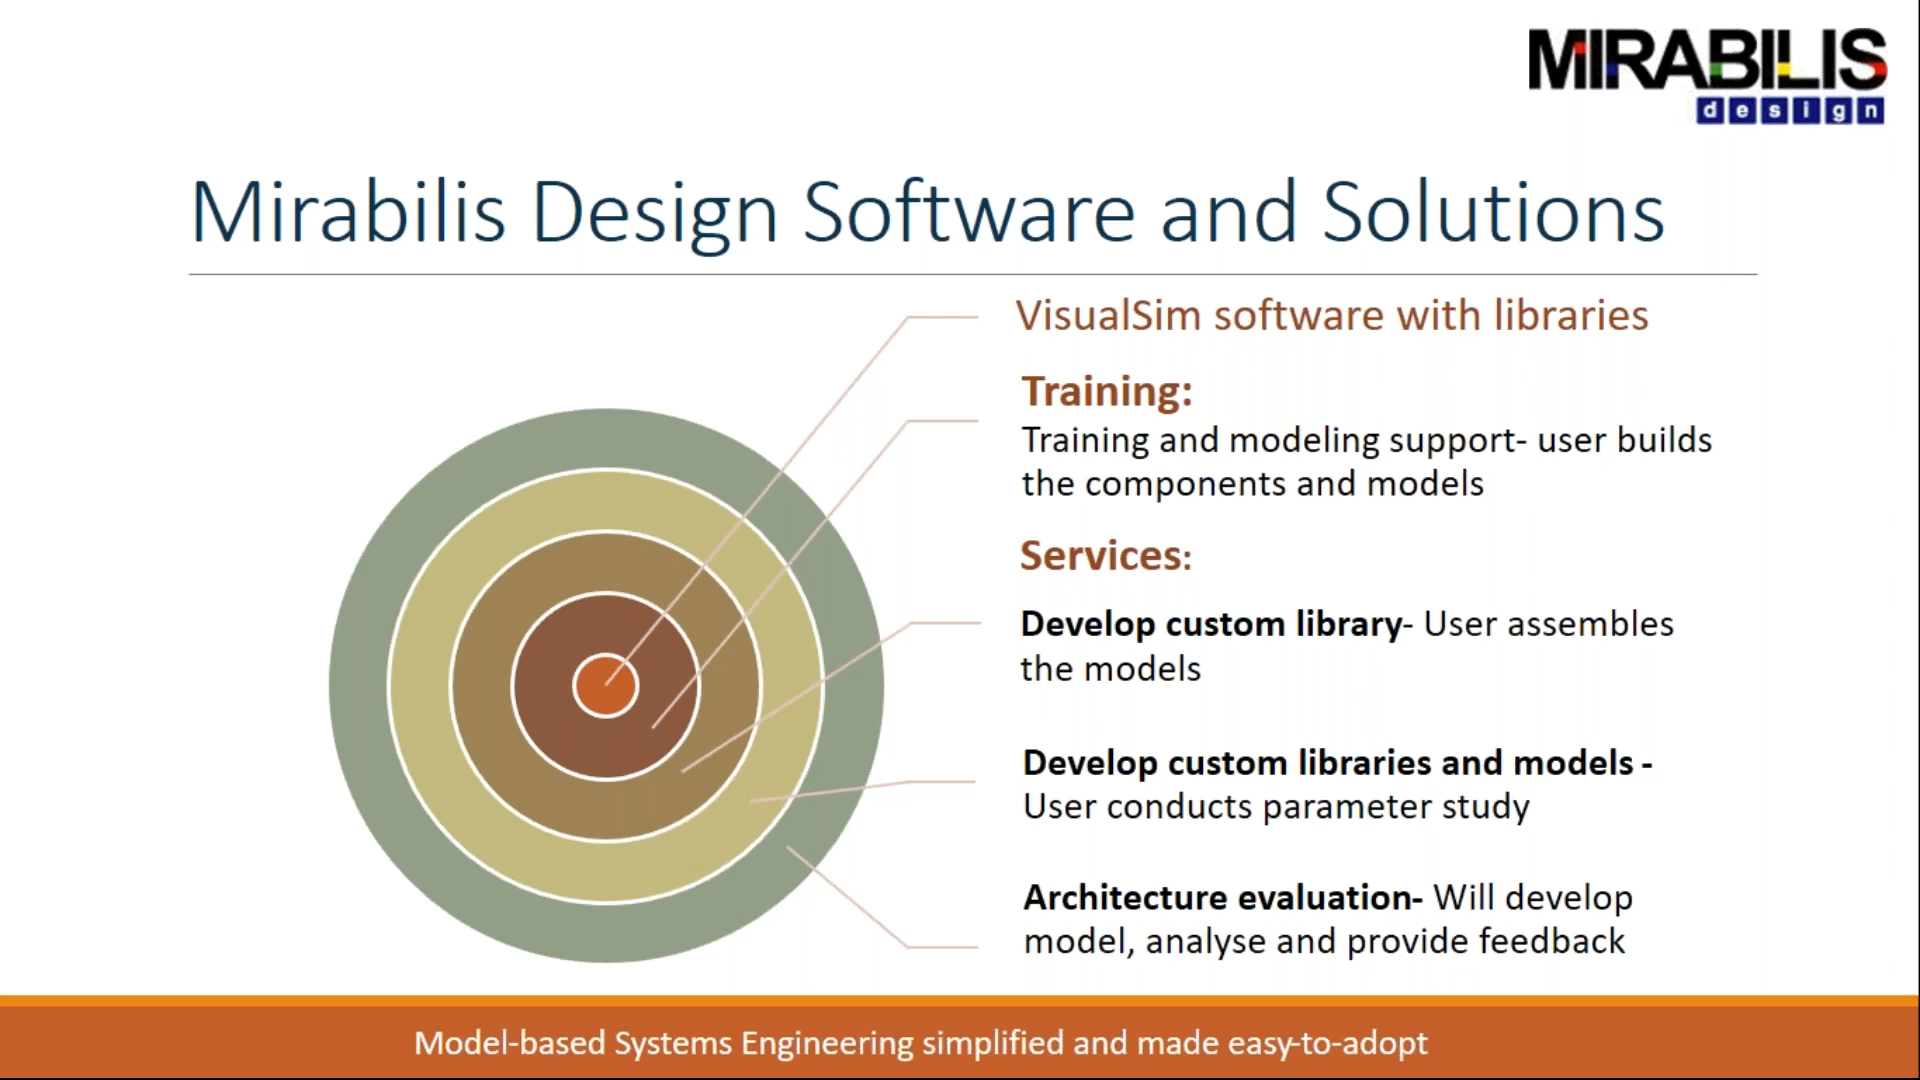 MIRABILIS
design
Mirabilis Design Software and Solutions
VisualSim software with libraries
Training:
Training and modeling support- user builds
the components and models
Services:
Develop custom library- User assembles
the models
Develop custom libraries and models -
User conducts parameter study
Architecture evaluation- Will develop
model, analyse and provide feedback
Model-based Systems Engineering simplified and made easy-to-adopt